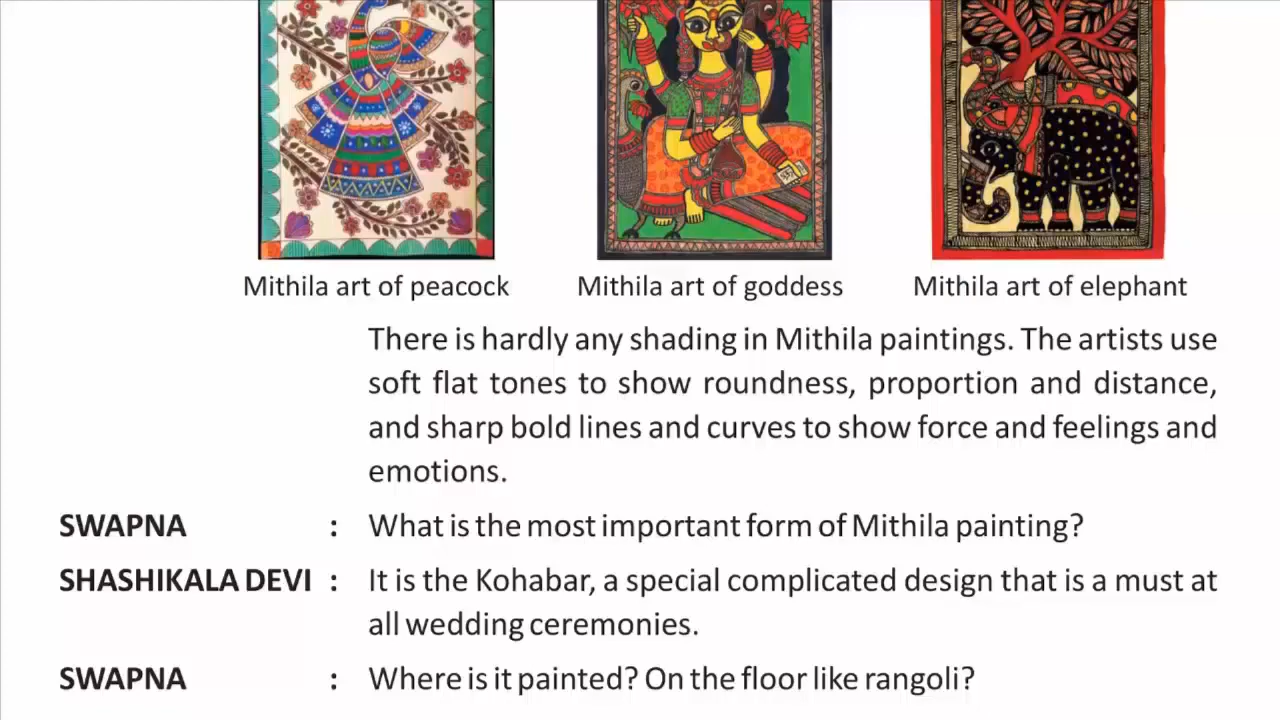 Mithila art of peacock Mithila art of goddess Mithila art of elephant
There is hardly any shading in Mithila paintings. The artists use
soft flat tones to show roundness, proportion and distance,
and sharp bold lines and curves to show force and feelings and
emotions.
SWAPNA : What is the most important form of Mithila painting?
SHASHIKALA DEVI : It is the Kohabar, a special complicated design that is a must at
all wedding ceremonies.
SWAPNA : Where is it painted? On the floor like rangoli?